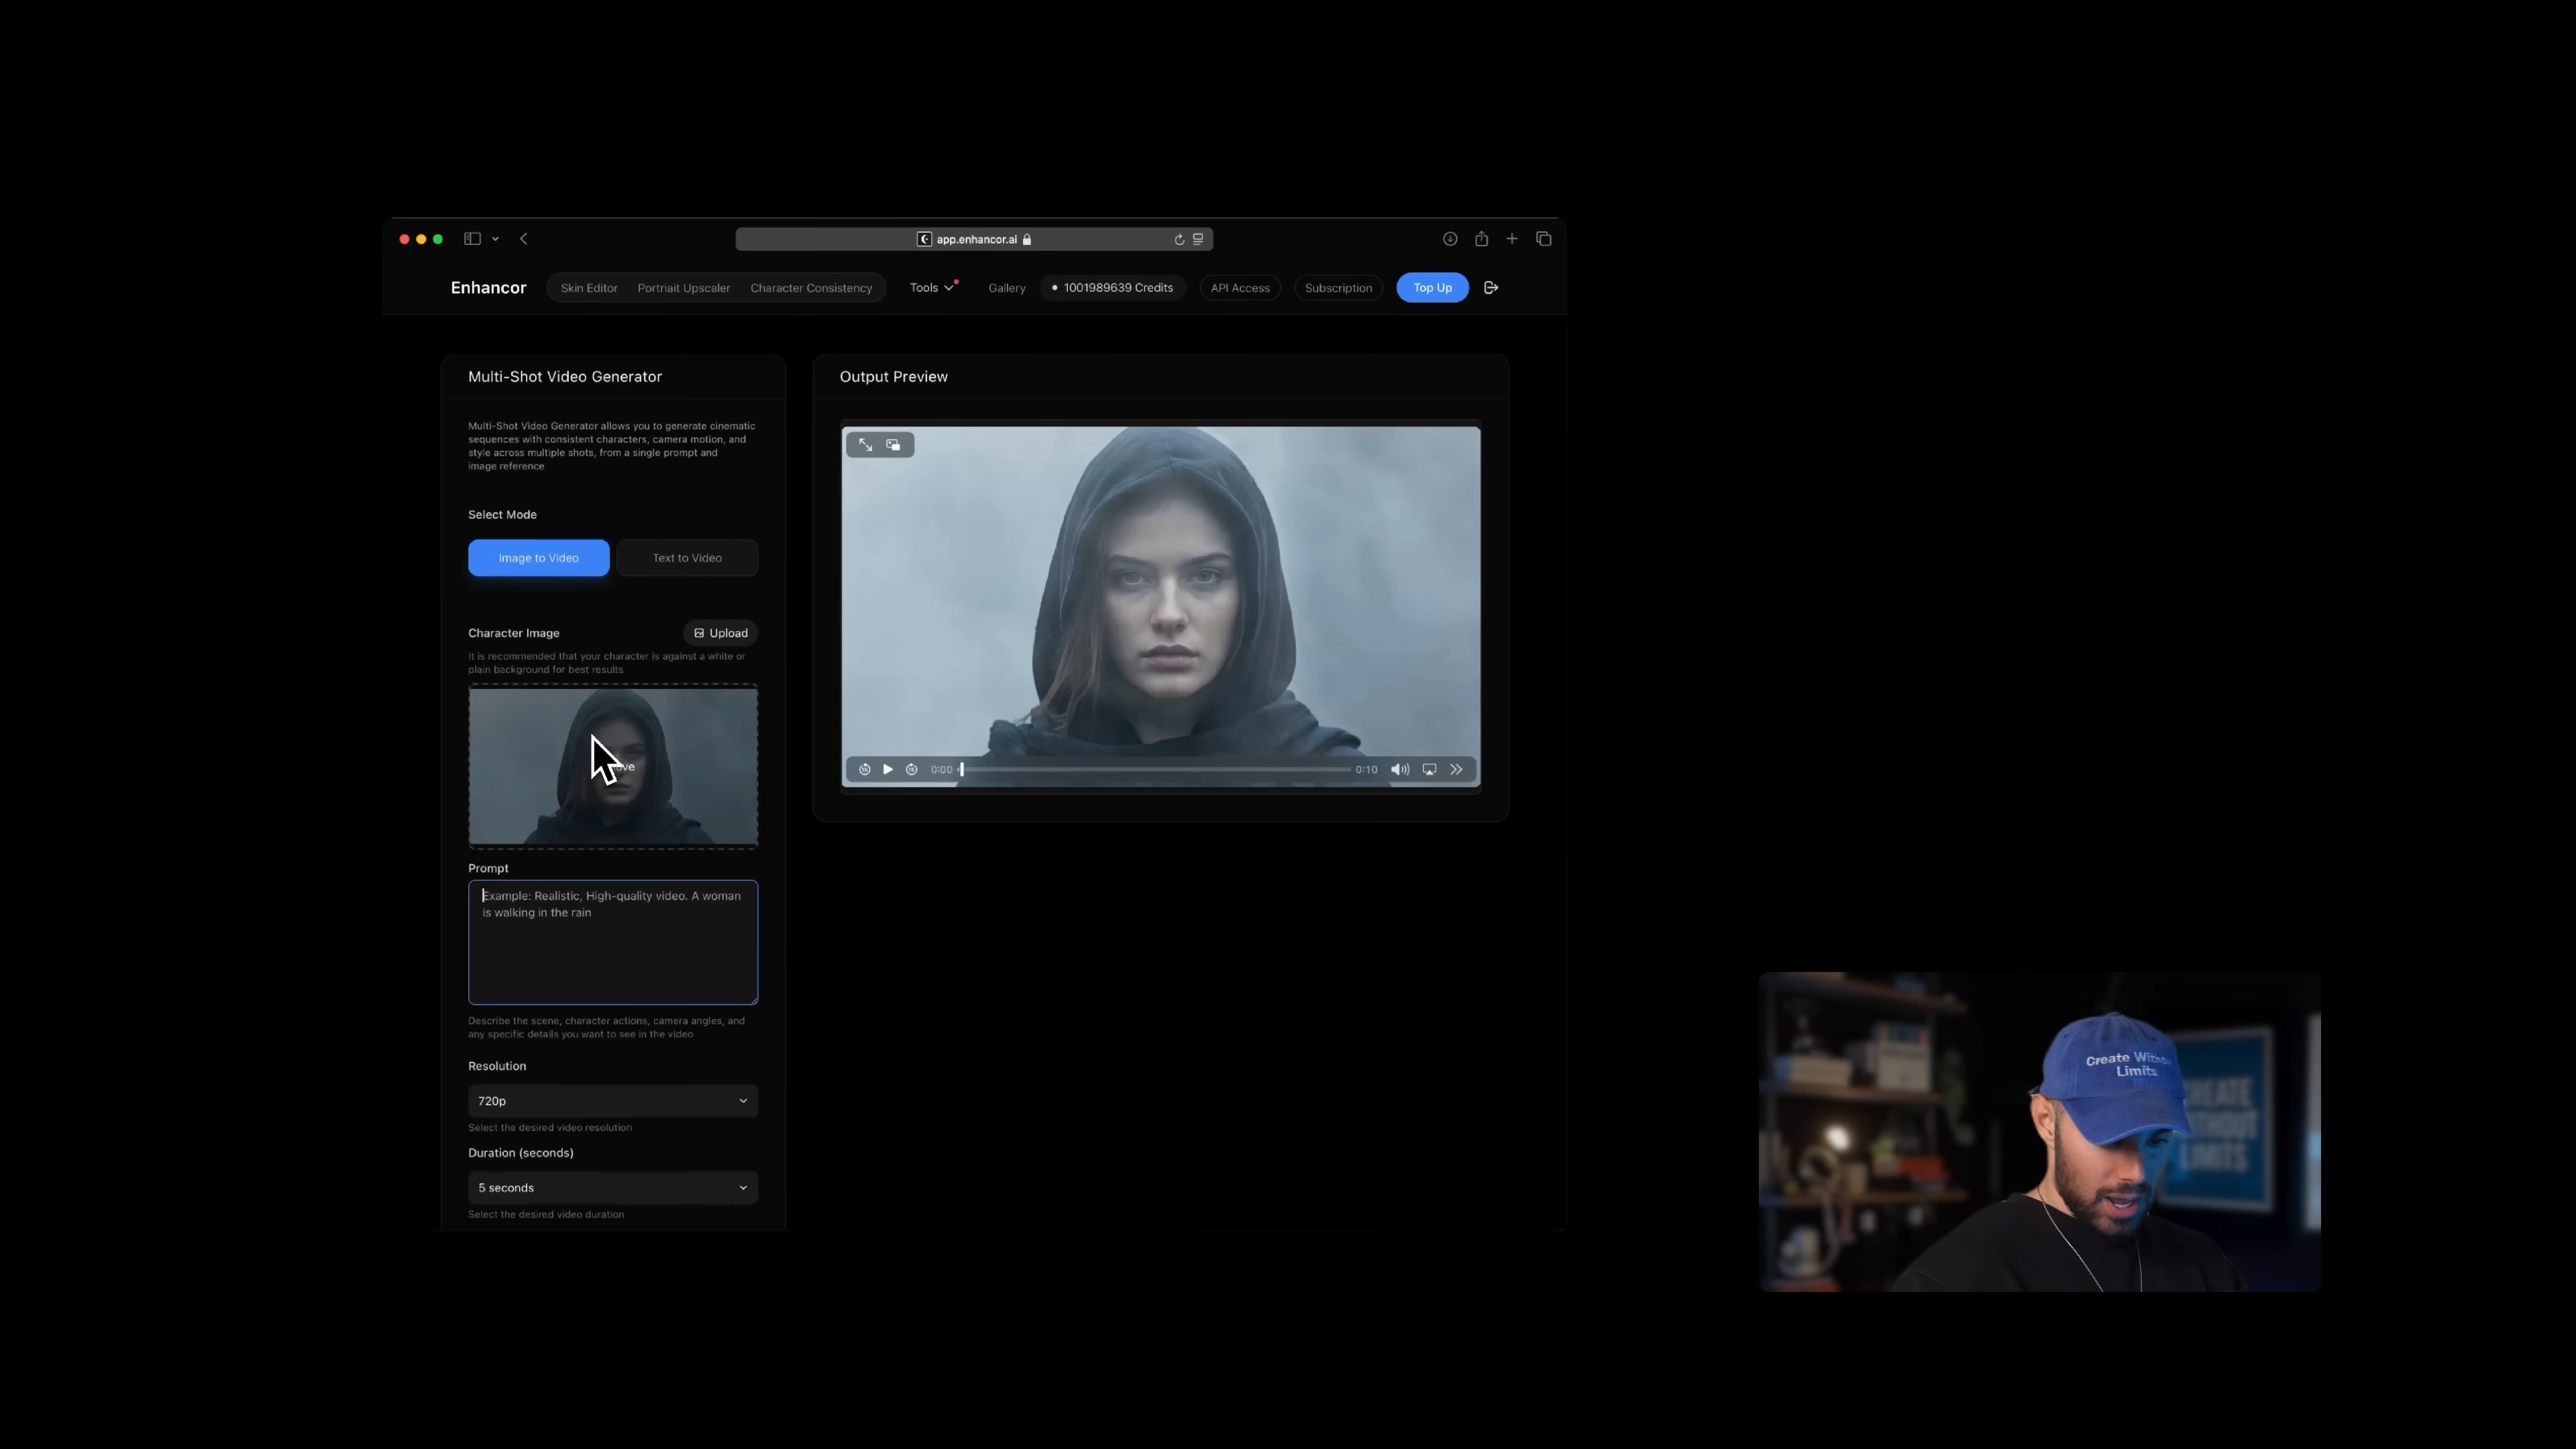 app.enhancor.ai
Enhancor
Skin Editor
Portriait Upscaler
Character Consistency
Tools
Gallery
1001989639 Credits
API Access
Subscription
Top Up
Multi-Shot Video Generator
Multi-Shot Video Generator allows you to generate cinematic
sequences with consistent characters, camera motion, and
style across multiple shots, from a single prompt and
image reference
Select Mode
Image to Video
Text to Video
Character Image
Upload
It is recommended that your character is against a white or
plain background for best results
Prompt
Example: Realistic, High-quality video. A woman
is walking in the rain
Describe the scene, character actions, camera angles, and
any specific details you want to see in the video
Resolution
720p
Select the desired video resolution
Duration (seconds)
5 seconds
Select the desired video duration
Output Preview
0:00
0:10
Create
Limits
LIMITS